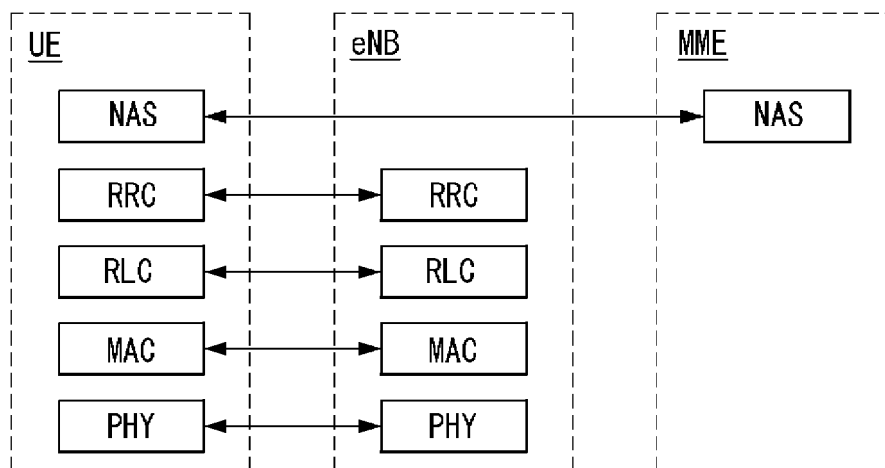 UE eNB MME
NAS NAS
RRC RRC
RLC RLC
MAC MAC
PHY PHY